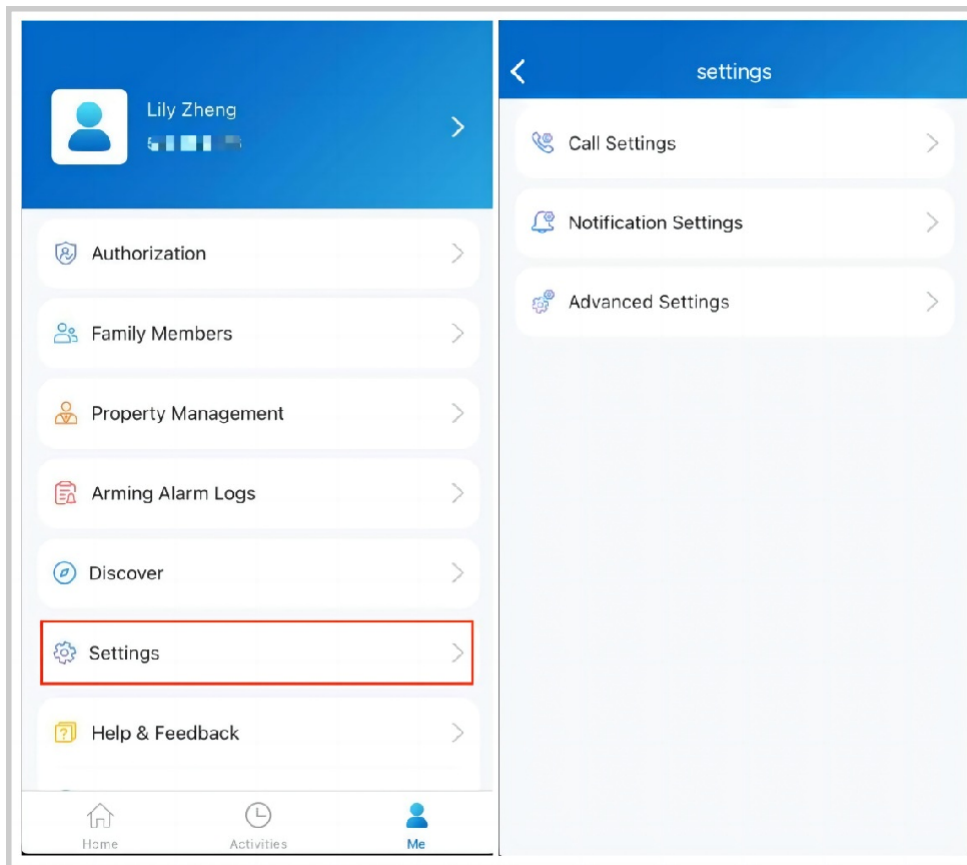 Lily Zheng
Authorization
Family Members
Property Management
Arming Alarm Logs
Discover
Settings
Help & Feedback
Home
Activities
Me
settings
Call Settings
Notification Settings
Advanced Settings